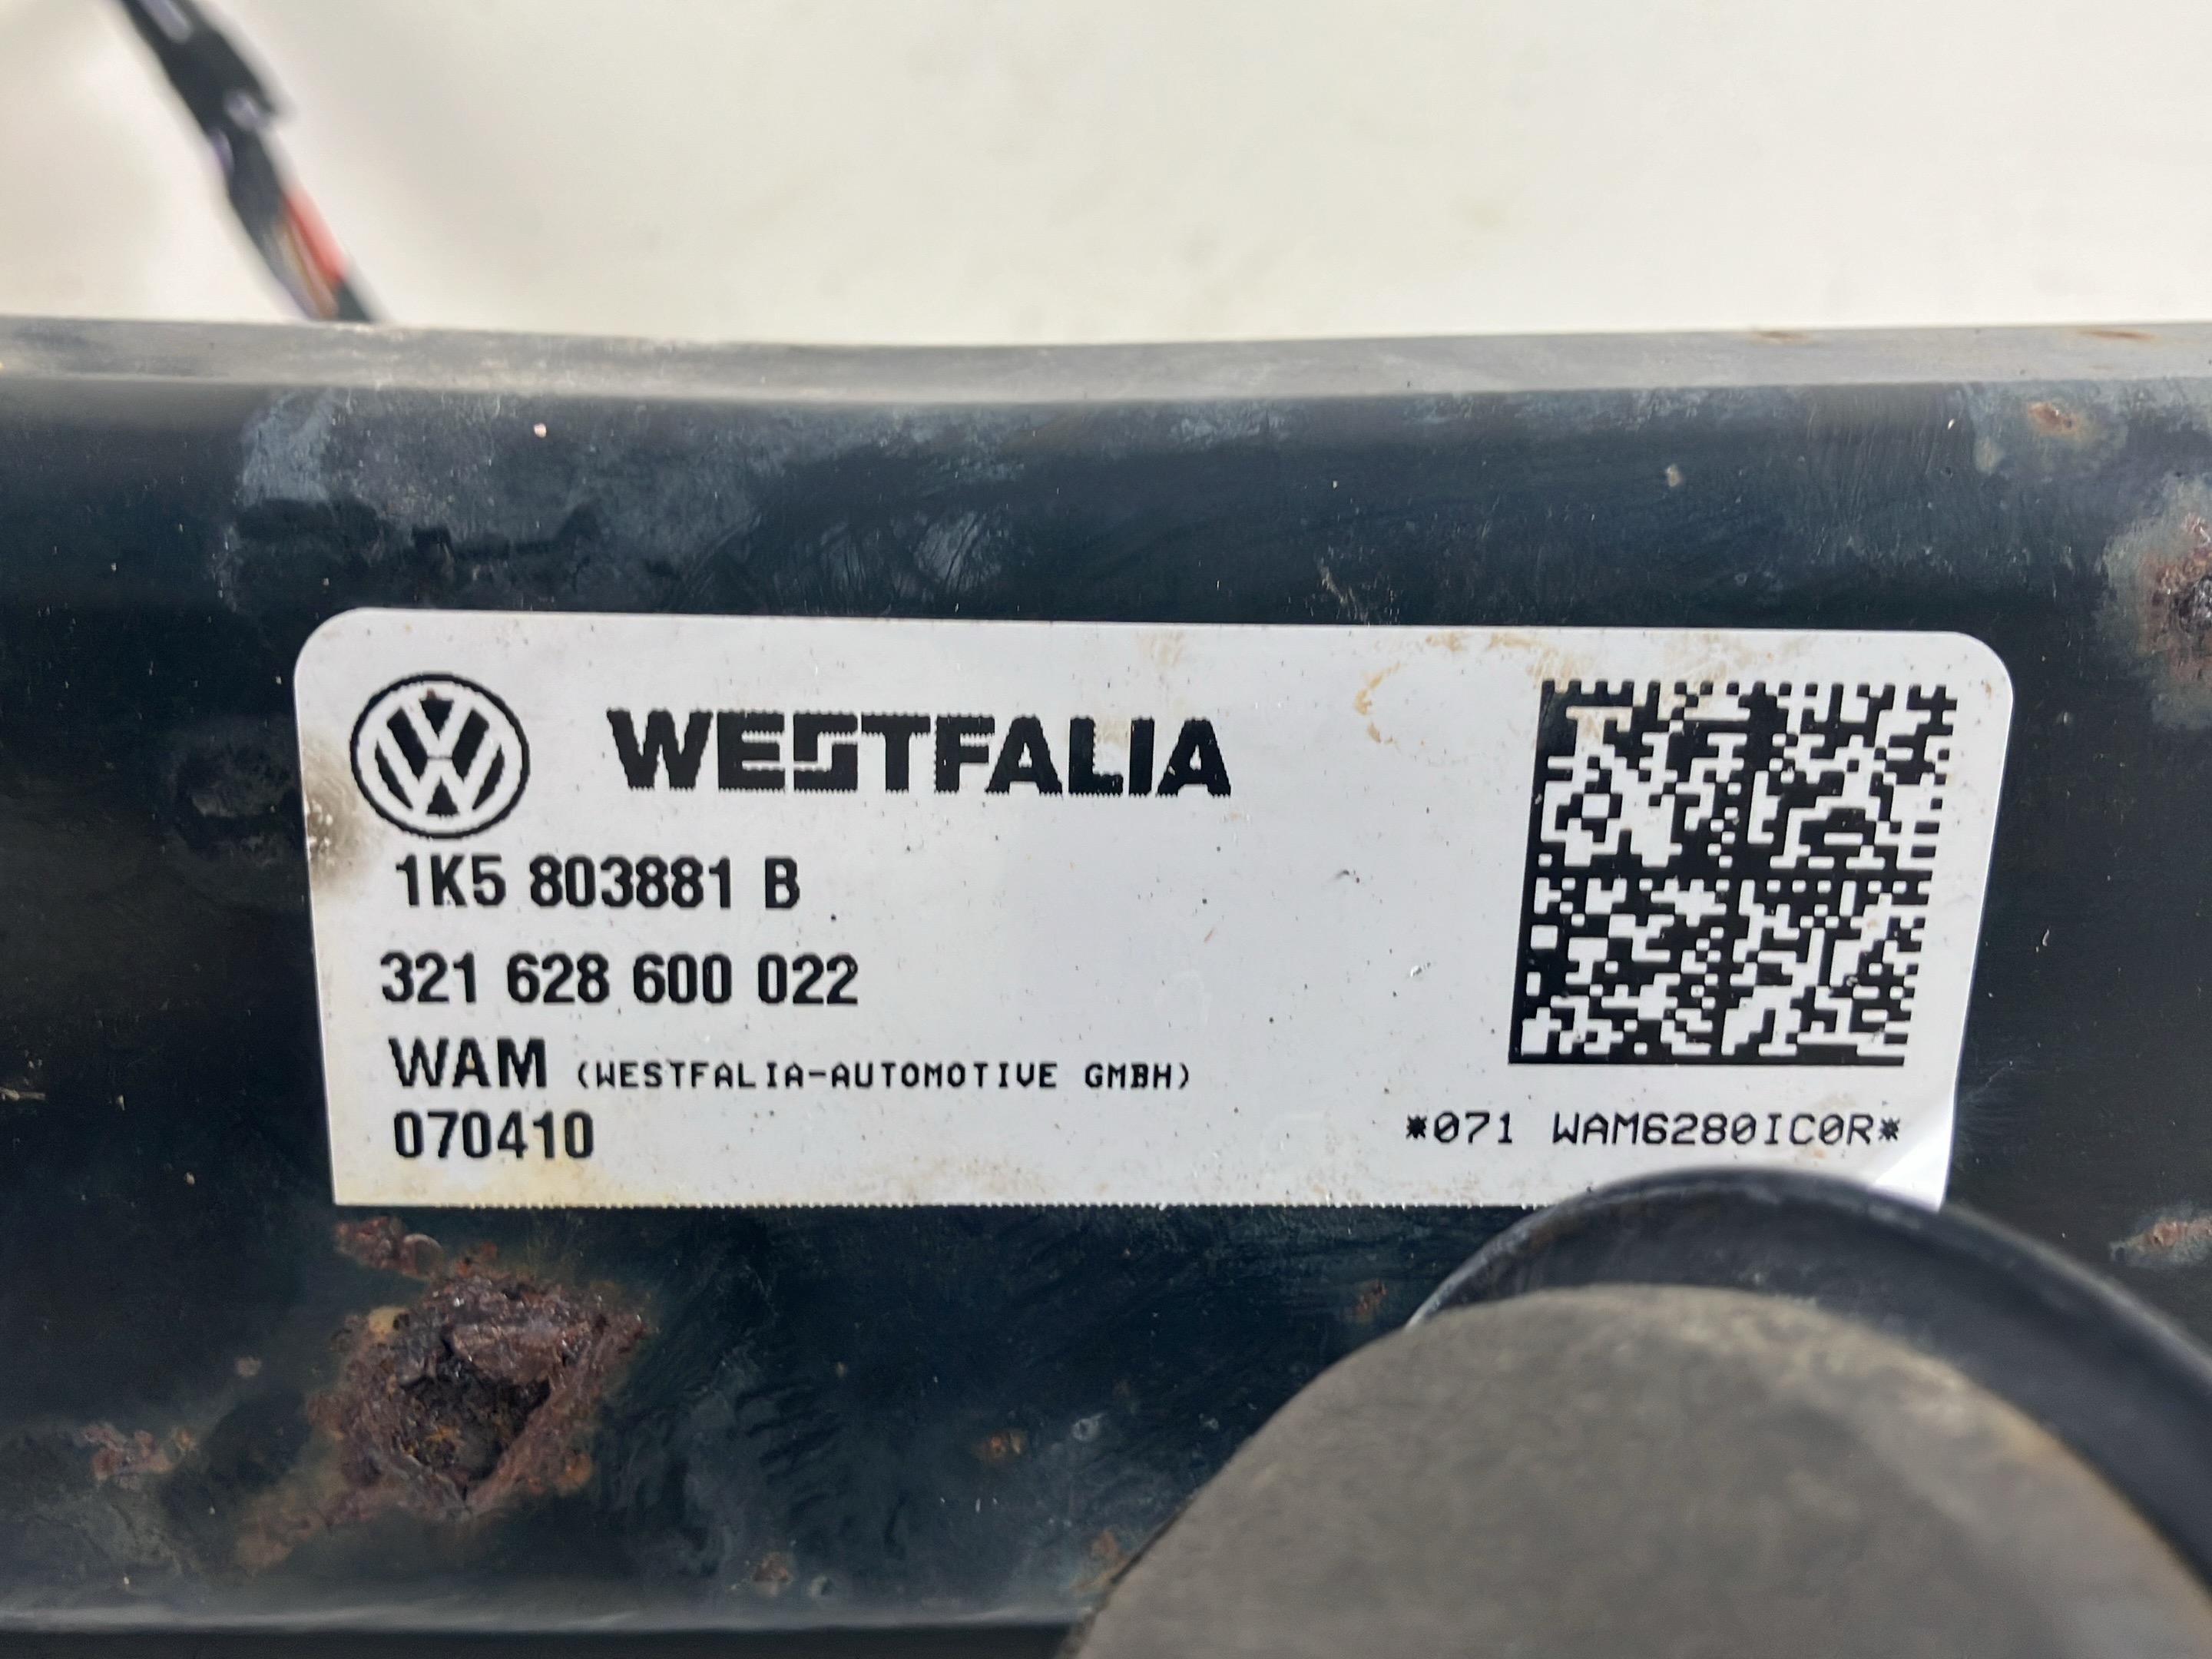 WESTFALIA
1K5 803881 B
321 628 600 022
WAM (WESTFALIA-AUTOMOTIVE GMBH)
070410
*071 WAM6280IC0R*